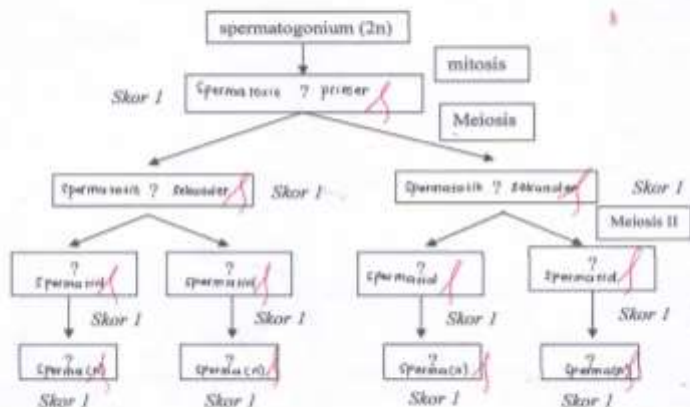 spermatogonium (2n)
mitosis
Skor 1
Spermatosit ? primer
Meiosis
Spermatosit ? Sekunder
Skor 1
Spermatosit ? Sekunder
Skor 1
Meiosis II
?
Spermatid
?
Spermatid
?
Spermatid
?
Spermatid
Skor 1
Skor 1
Skor 1
Skor 1
?
Sperma (n)
?
Sperma (n)
?
Sperma (n)
?
Sperma (n)
Skor 1
Skor 1
Skor 1
Skor 1